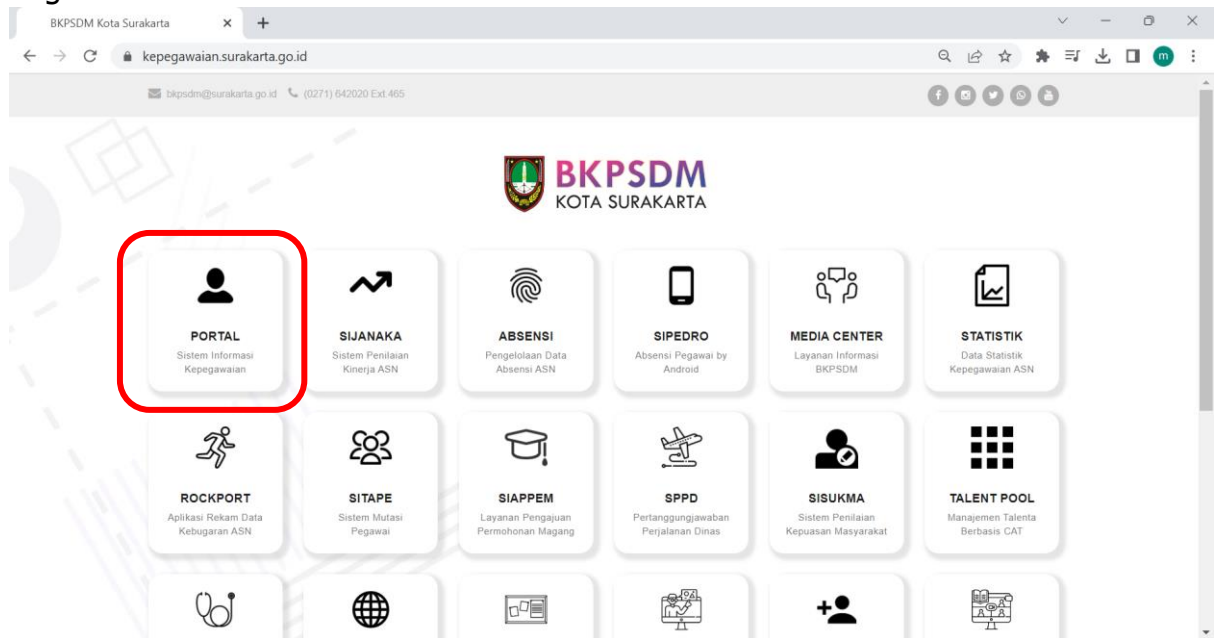 BKPSDM Kota Surakarta
kepegawaian.surakarta.go.id
m
bkpsdm@surakarta.go.id (0271) 642020 Ext 465
BKPSDM
KOTA SURAKARTA
PORTAL
Sistem Informasi
Kepegawaian
SIJANAKA
Sistem Penilaian
Kinerja ASN
ABSENSI
Pengelolaan Data
Absensi ASN
SIPEDRO
Absensi Pegawai by
Android
MEDIA CENTER
Layanan Informasi
BKPSDM
STATISTIK
Data Statistik
Kepegawaian ASN
ROCKPORT
Aplikasi Rekam Data
Kebugaran ASN
SITAPE
Sistem Mutasi
Pegawai
SIAPPEM
Layanan Pengajuan
Permohonan Magang
SPPD
Pertanggungjawaban
Perjalanan Dinas
SISUKMA
Sistem Penilaian
Kepuasan Masyarakat
TALENT POOL
Manajemen Talenta
Berbasis CAT